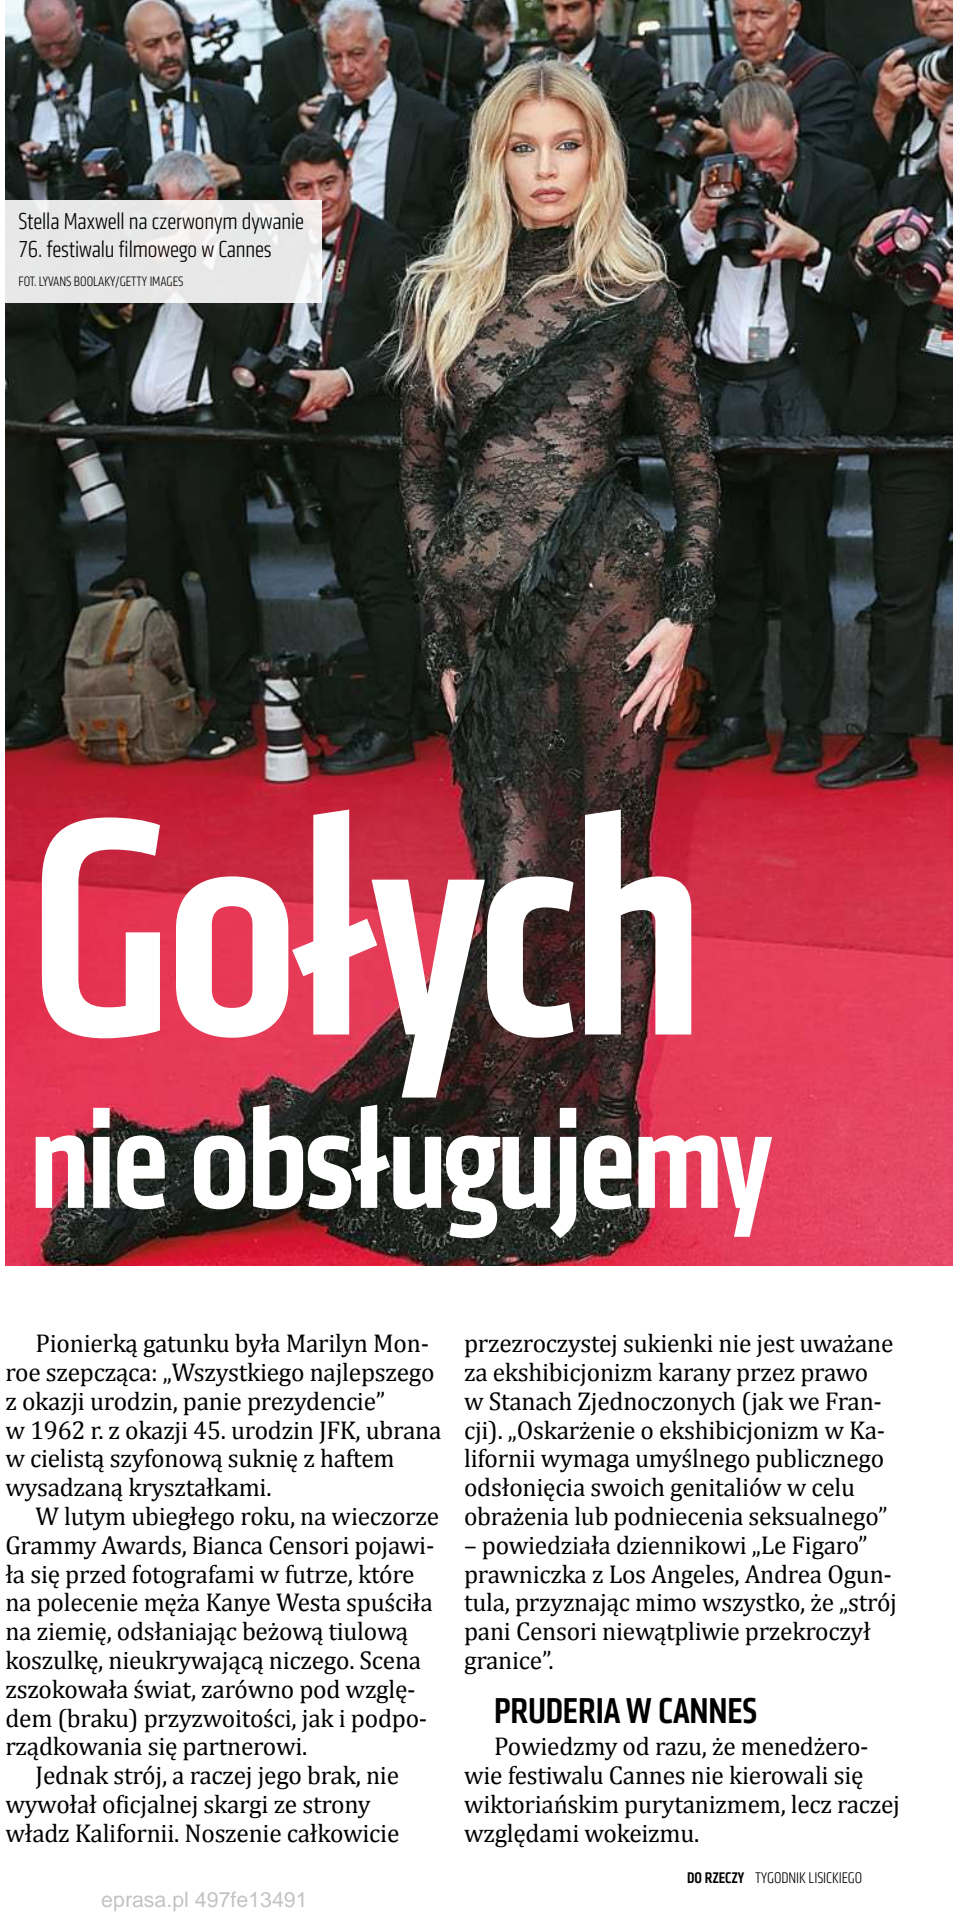 Stella Maxwell na czerwonym dywanie
76. festiwalu filmowego w Cannes
FOT. LYVANS BOOLAKY/GETTY IMAGES
Gołych
nie obsługujemy
Pionierką gatunku była Marilyn Mon-
roe szepcząca: „Wszystkiego najlepszego
z okazji urodzin, panie prezydencie”
w 1962 r. z okazji 45. urodzin JFK, ubrana
w cielistą szyfonową suknię z haftem
wysadzaną kryształkami.
W lutym ubiegłego roku, na wieczorze
Grammy Awards, Bianca Censori pojawi-
ła się przed fotografami w futrze, które
na polecenie męża Kanye Westa spuściła
na ziemię, odsłaniając beżową tiulową
koszulkę, nieukrywającą niczego. Scena
zszokowała świat, zarówno pod wzglę-
dem (braku) przyzwoitości, jak i podpo-
rządkowania się partnerowi.
Jednak strój, a raczej jego brak, nie
wywołał oficjalnej skargi ze strony
władz Kalifornii. Noszenie całkowicie
przezroczystej sukienki nie jest uważane
za ekshibicjonizm karany przez prawo
w Stanach Zjednoczonych (jak we Fran-
cji). „Oskarżenie o ekshibicjonizm w Ka-
lifornii wymaga umyślnego publicznego
odsłonięcia swoich genitaliów w celu
obrażenia lub podniecenia seksualnego”
– powiedziała dziennikowi „Le Figaro”
prawniczka z Los Angeles, Andrea Ogun-
tula, przyznając mimo wszystko, że „strój
pani Censori niewątpliwie przekroczył
granice”.
PRUDERIA W CANNES
Powiedzmy od razu, że menedżero-
wie festiwalu Cannes nie kierowali się
wiktoriańskim purytanizmem, lecz raczej
względami wokeizmu.
DO RZECZY TYGODNIK LISICKIEGO
eprasa.pl 497fe13491